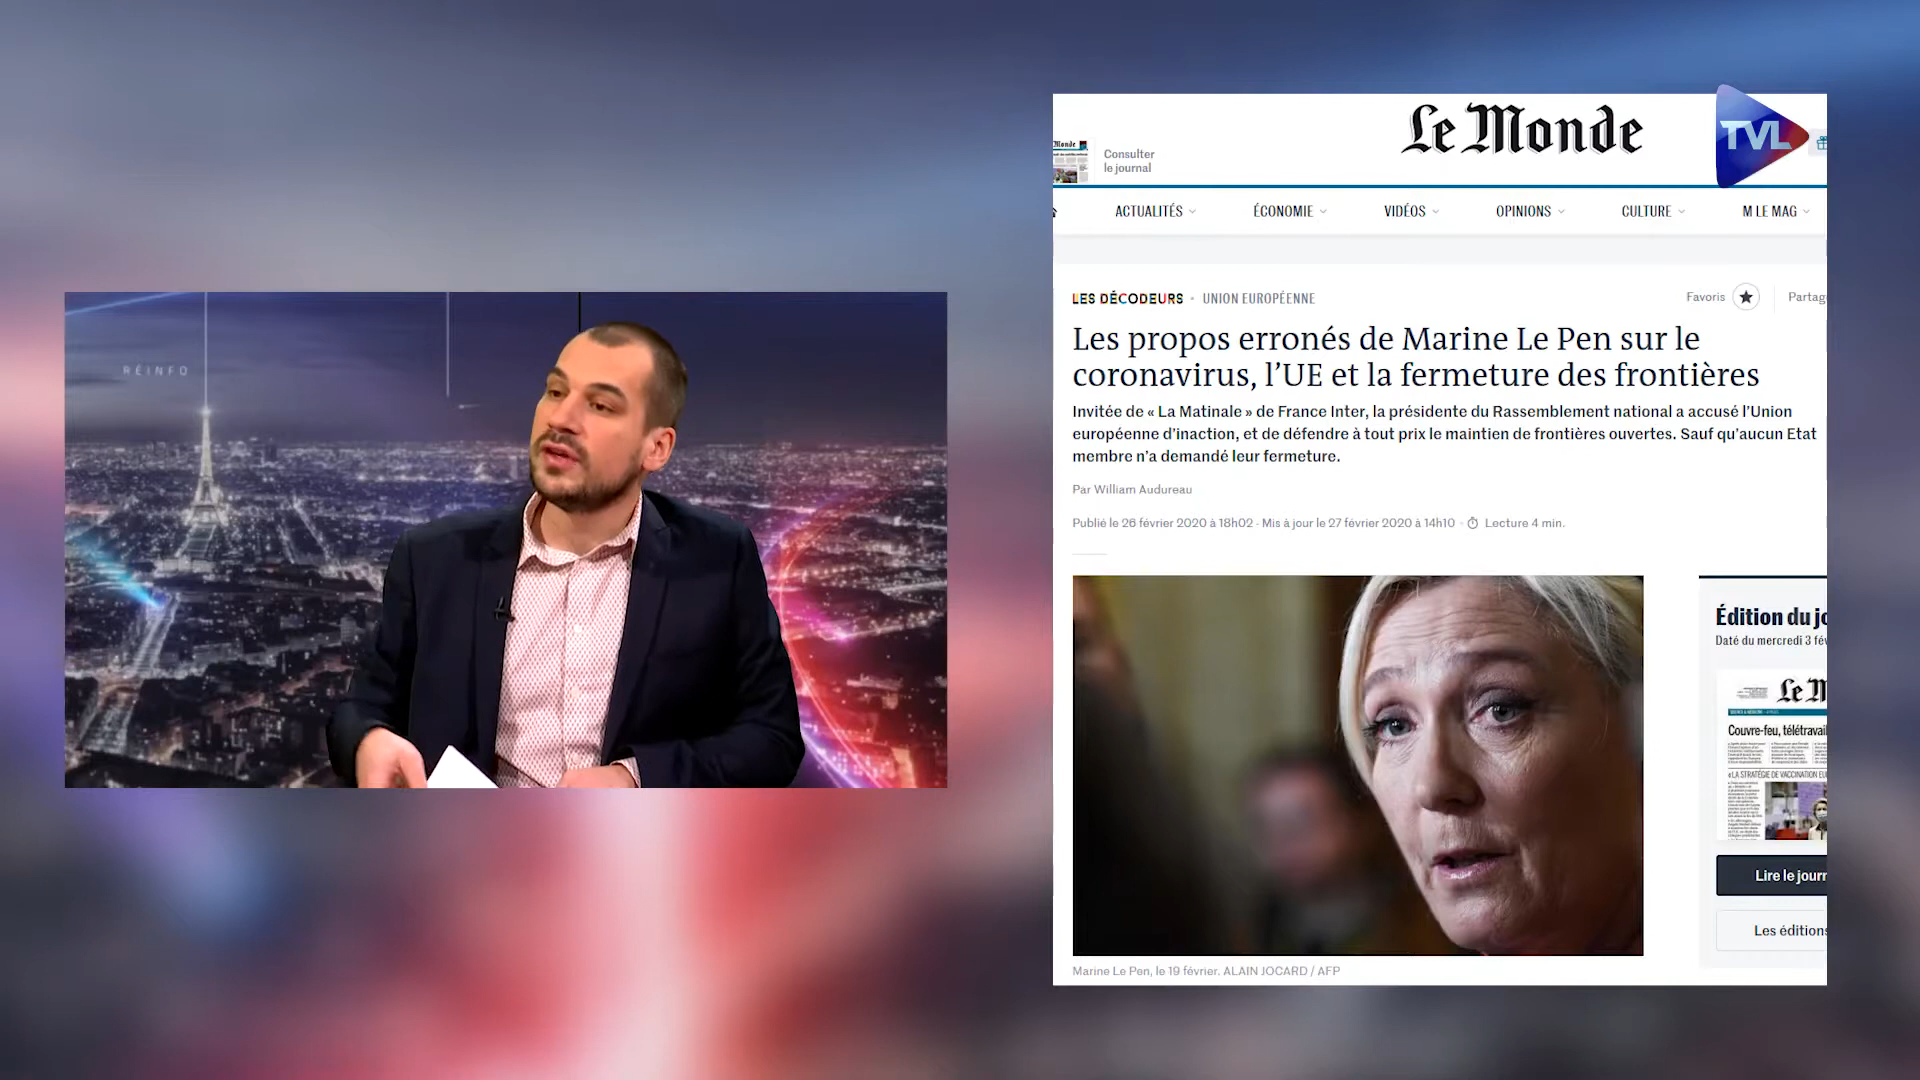 RÉINFO
Le Monde
TVL
Consulter
le journal
ACTUALITÉS
ÉCONOMIE
VIDÉOS
OPINIONS
CULTURE
M LE MAG
LES DÉCODEURS • UNION EUROPÉENNE
Favoris
Partag
Les propos erronés de Marine Le Pen sur le
coronavirus, l’UE et la fermeture des frontières
Invitée de « La Matinale » de France Inter, la présidente du Rassemblement national a accusé l’Union
européenne d’inaction, et de défendre à tout prix le maintien de frontières ouvertes. Sauf qu’aucun Etat
membre n’a demandé leur fermeture.
Par William Audureau
Publié le 26 février 2020 à 18h02 - Mis à jour le 27 février 2020 à 14h10 • Lecture 4 min.
Édition du jo
Daté du mercredi 3 fév
Le M
Couvre-feu, télétravail
Lire le journ
Les éditions
Marine Le Pen, le 19 février. ALAIN JOCARD / AFP